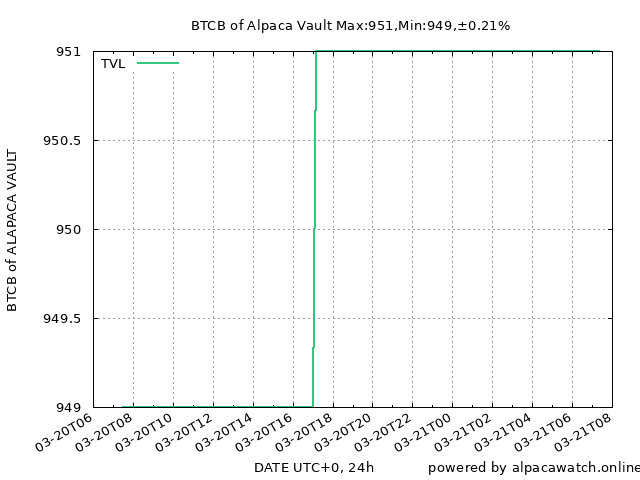 BTCB of Alpaca Vault Max:951,Min:949,±0.21%
TVL
951
950.5
950
949.5
949
BTCB of ALAPACA VAULT
03-20T06
03-20T08
03-20T10
03-20T12
03-20T14
03-20T16
03-20T18
03-20T20
03-20T22
03-21T00
03-21T02
03-21T04
03-21T06
03-21T08
DATE UTC+0, 24h
powered by alpacawatch.online